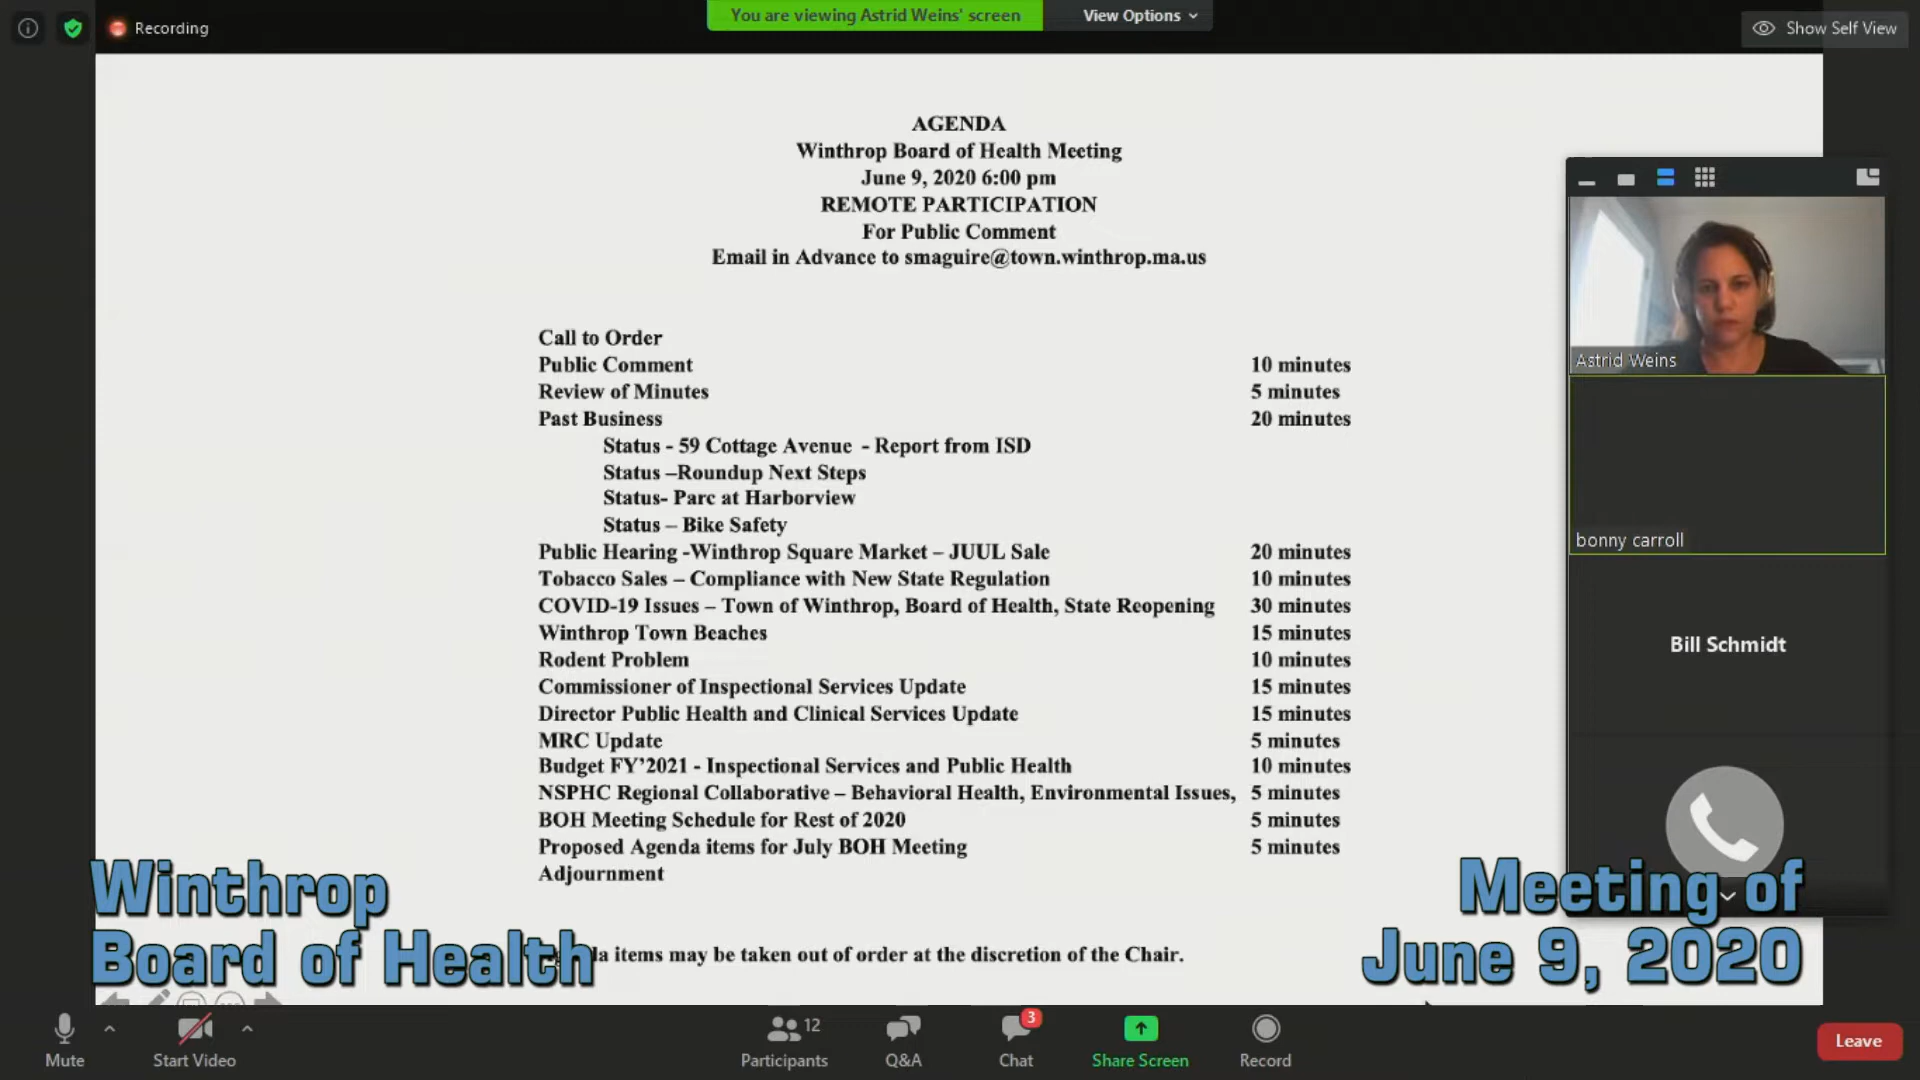 Recording
You are viewing Astrid Weins' screen
View Options
Show Self View
AGENDA
Winthrop Board of Health Meeting
June 9, 2020 6:00 pm
REMOTE PARTICIPATION
For Public Comment
Email in Advance to smaguire@town.winthrop.ma.us
Call to Order
Public Comment 10 minutes
Review of Minutes 5 minutes
Past Business 20 minutes
Status - 59 Cottage Avenue - Report from ISD
Status –Roundup Next Steps
Status- Parc at Harborview
Status – Bike Safety
Public Hearing -Winthrop Square Market – JUUL Sale 20 minutes
Tobacco Sales – Compliance with New State Regulation 10 minutes
COVID-19 Issues – Town of Winthrop, Board of Health, State Reopening 30 minutes
Winthrop Town Beaches 15 minutes
Rodent Problem 10 minutes
Commissioner of Inspectional Services Update 15 minutes
Director Public Health and Clinical Services Update 15 minutes
MRC Update 5 minutes
Budget FY’2021 - Inspectional Services and Public Health 10 minutes
NSPHC Regional Collaborative – Behavioral Health, Environmental Issues, 5 minutes
BOH Meeting Schedule for Rest of 2020 5 minutes
Proposed Agenda items for July BOH Meeting 5 minutes
Adjournment
items may be taken out of order at the discretion of the Chair.
Astrid Weins
bonny carroll
Bill Schmidt
Winthrop
Board of Health
Meeting of
June 9, 2020
Mute
Start Video
12
Participants
Q&A
3
Chat
Share Screen
Record
Leave